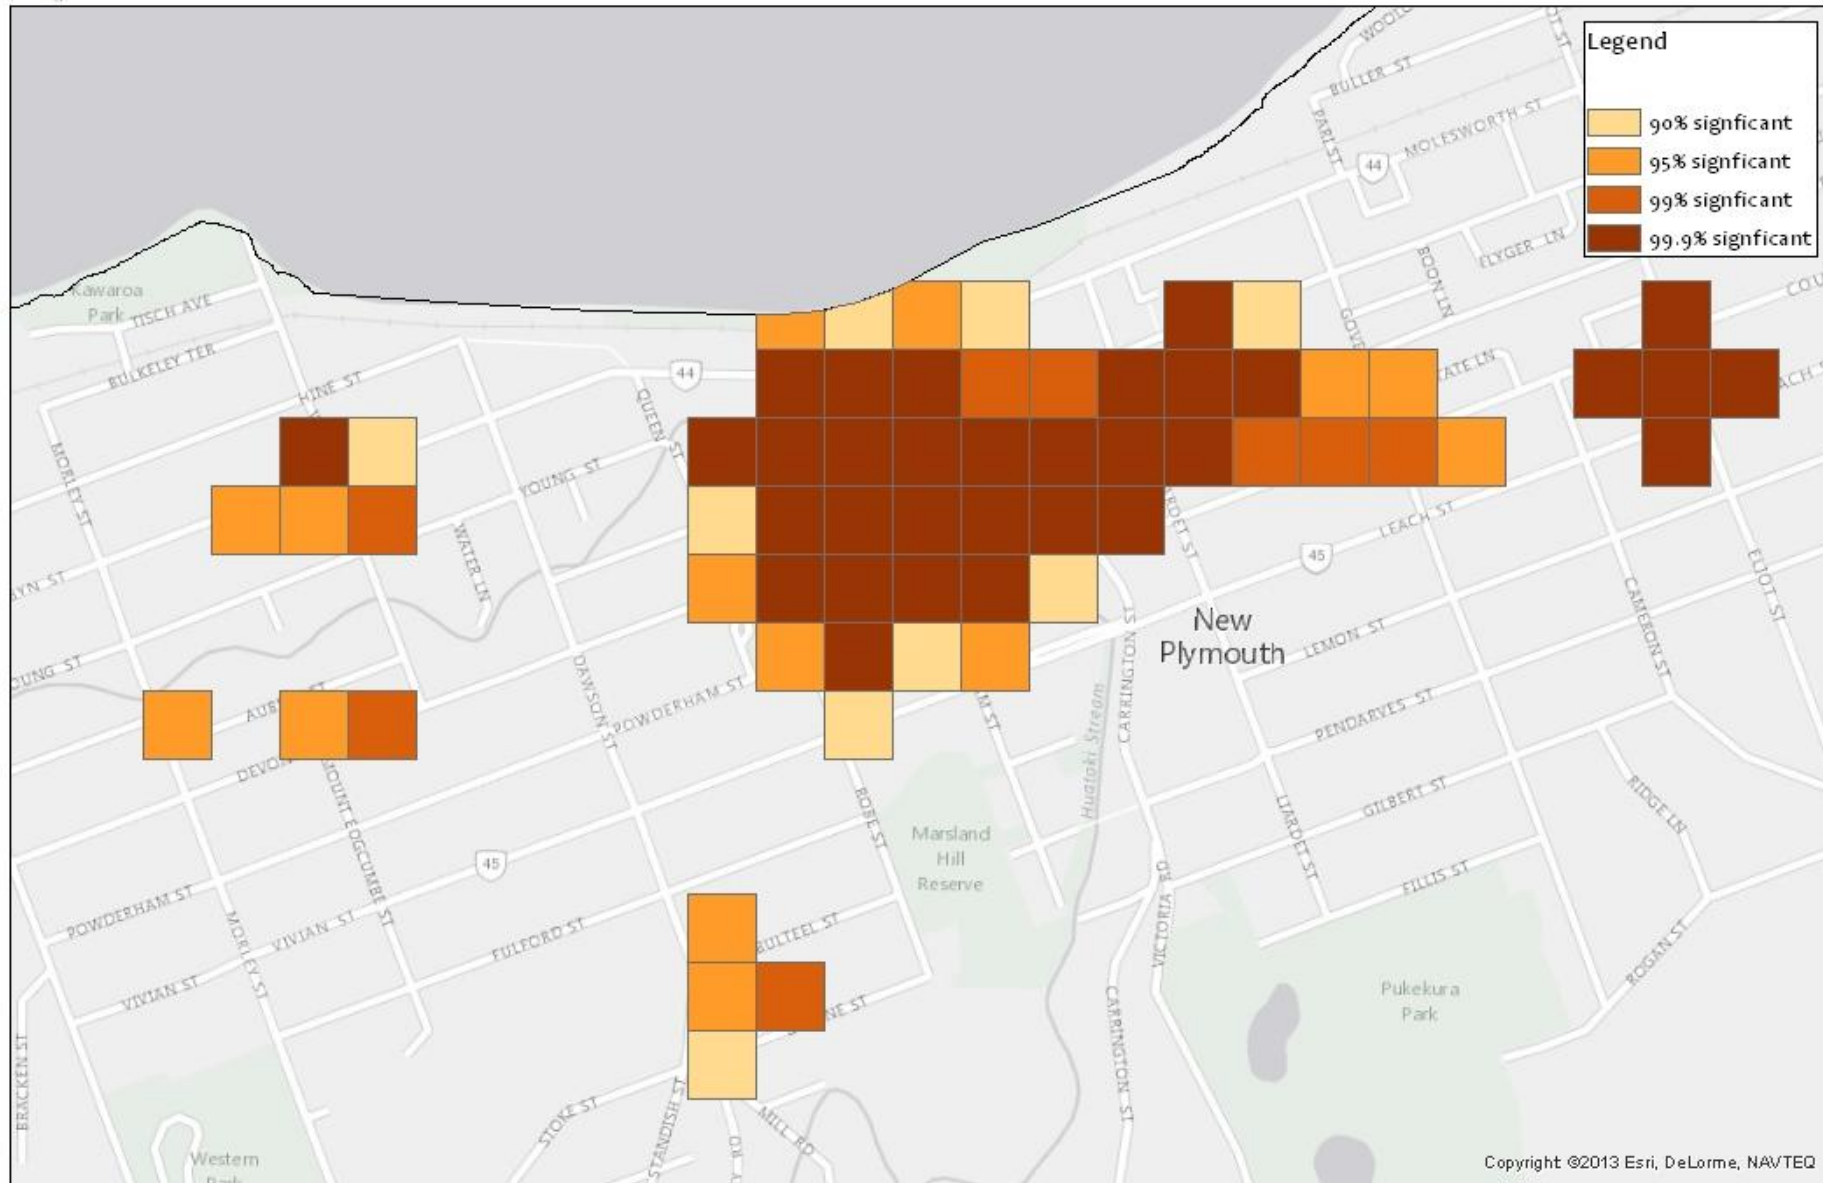 Legend
90% signficant
95% signficant
99% signficant
99.9% signficant
BULLER ST
MOLESWORTH ST
PARI ST
44
FLYGER LN
BOON LN
Kawaroa
Park
TISCH AVE
BULKELEY TER
HINE ST
44
QUEEN ST
MORLEY ST
YOUNG ST
WATER LN
LEACH ST
45
ELIOT ST
CAMERON ST
New
Plymouth
LEMON ST
CARRINGTON ST
DAWSON ST
POWDERHAM ST
Huatoki Stream
PENDARVES ST
MOUNT EDGCUMBE ST
ROBE ST
LIARDET ST
GILBERT ST
RIDGE LN
Marsland
Hill
Reserve
45
FILLIS ST
POWDERHAM ST
MORLEY ST
VIVIAN ST
FULFORD ST
BULTEEL ST
VICTORIA RD
ROGAN ST
VIVIAN ST
Pukekura
Park
CARRINGTON ST
BRACKEN ST
STOKE ST
STANDISH ST
MILL RD
Western
Park
Copyright ©2013 Esri, DeLorme, NAVTEQ